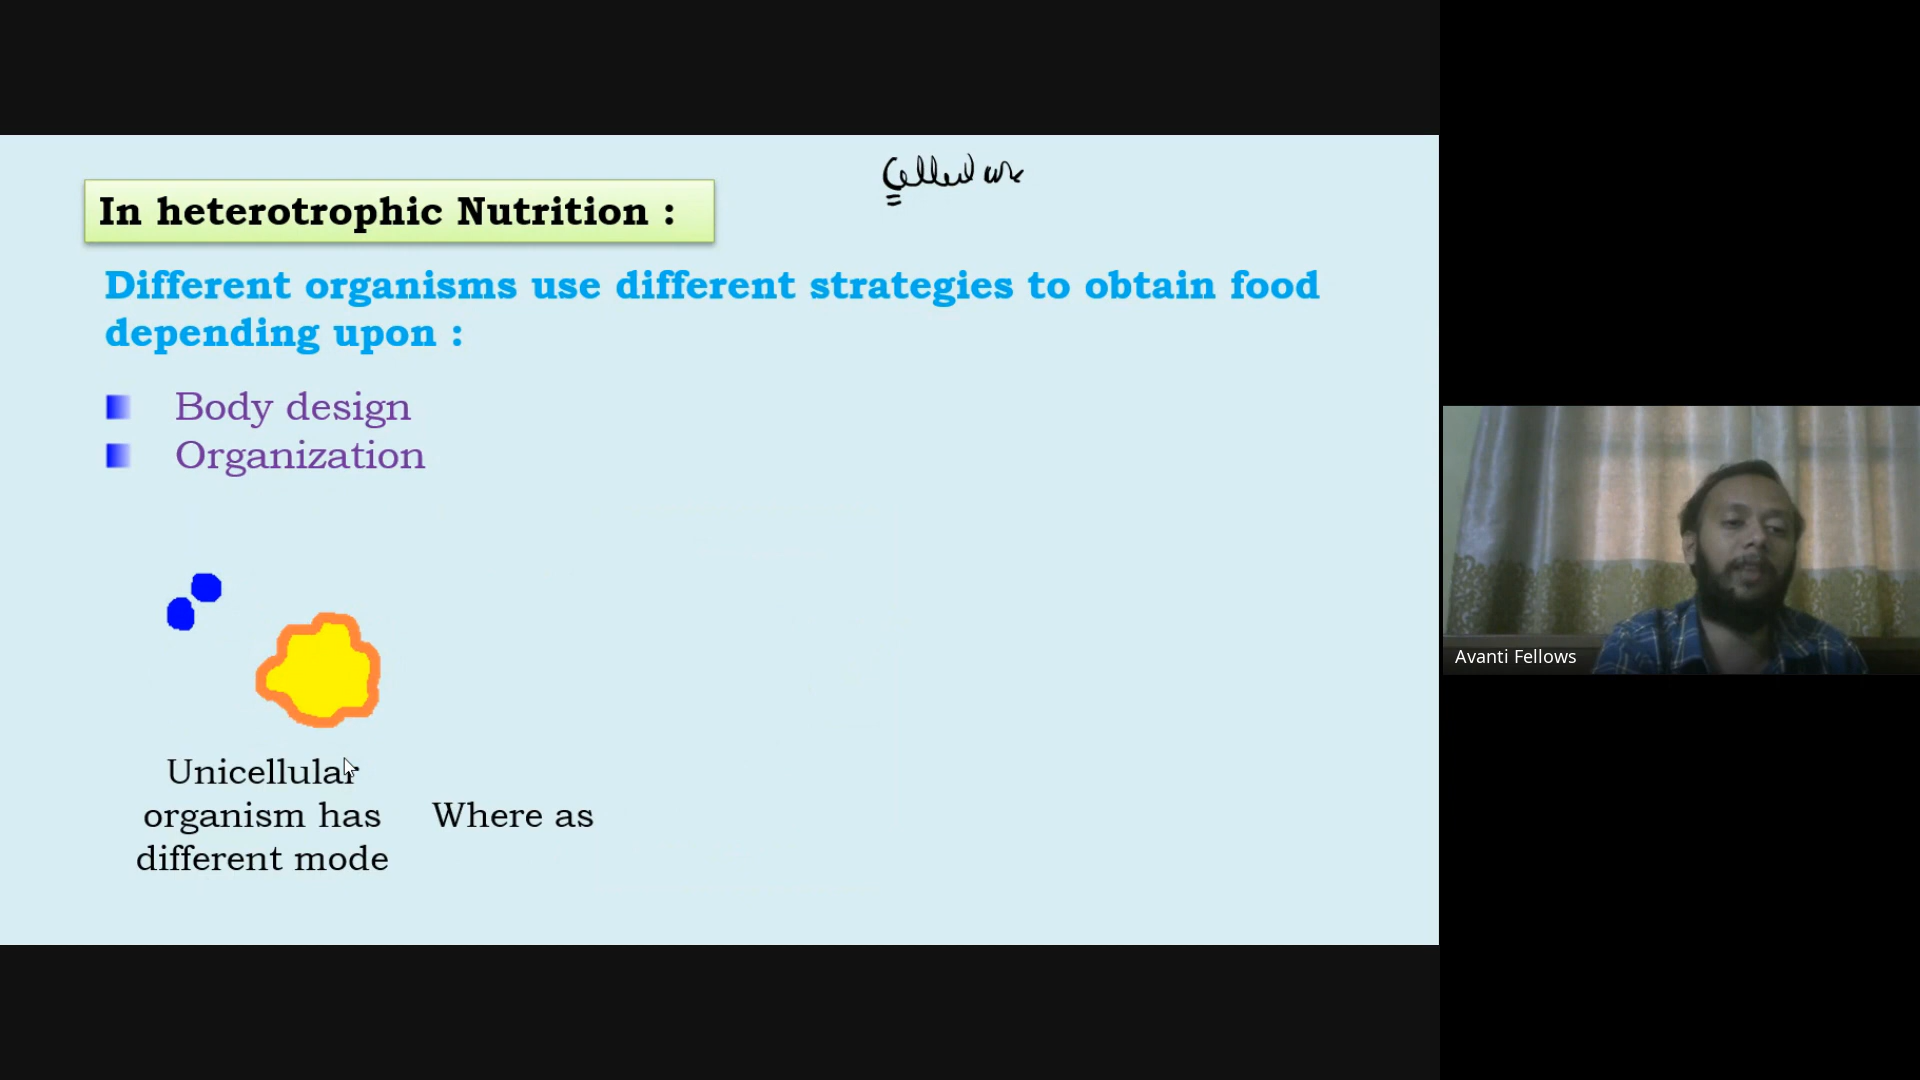 In heterotrophic Nutrition :
Different organisms use different strategies to obtain food
depending upon :
Body design
Organization
Unicellular
organism has
different mode
Where as
Avanti Fellows